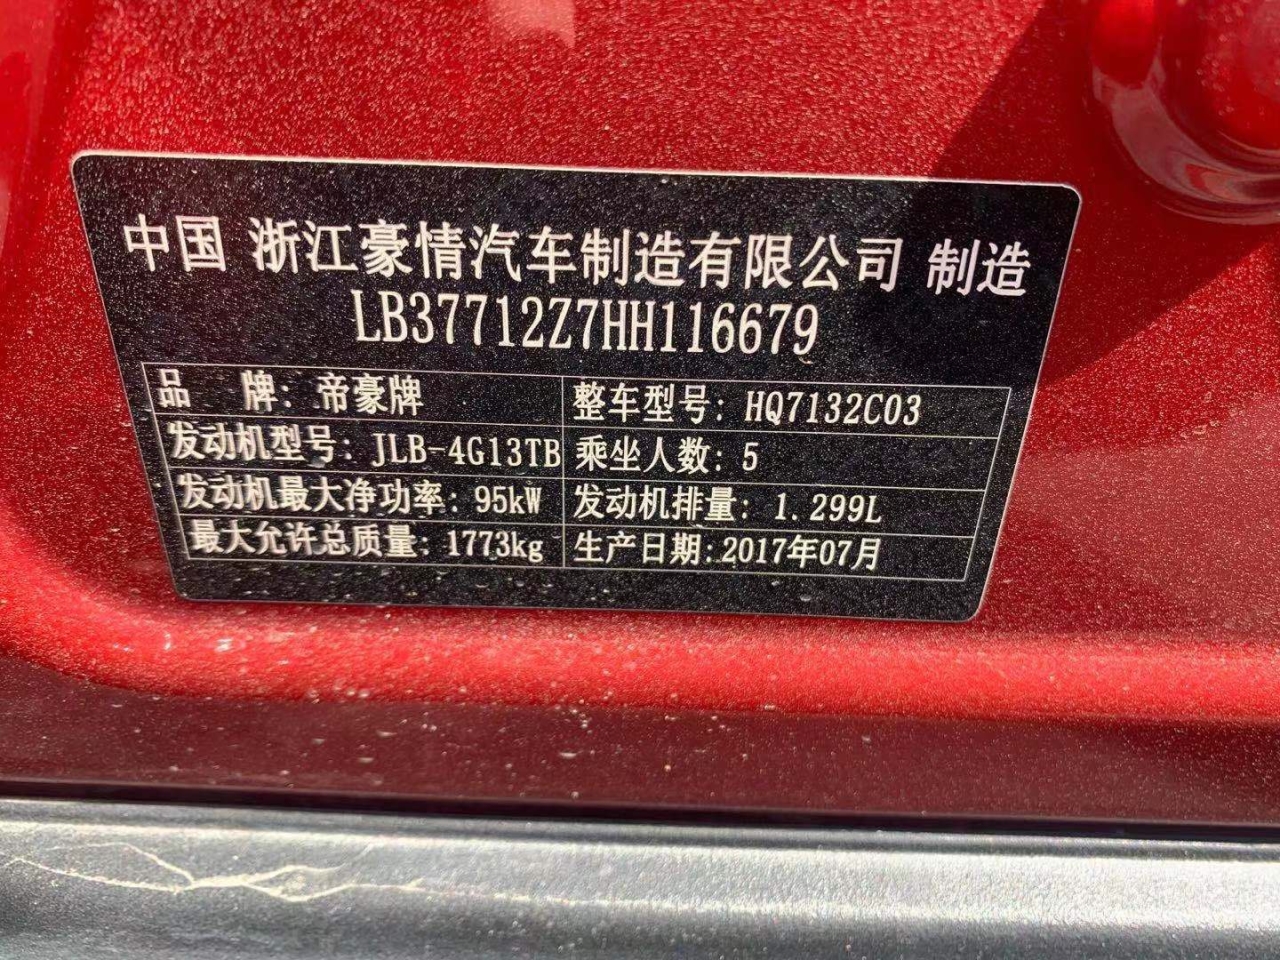 中国 浙江豪情汽车制造有限公司 制造
LB37712Z7HH116679
品 牌: 帝豪牌 整车型号: HQ7132C03
发动机型号: JLB-4G13TB 乘坐人数: 5
发动机最大净功率: 95kW 发动机排量: 1.299L
最大允许总质量: 1773kg 生产日期: 2017年07月